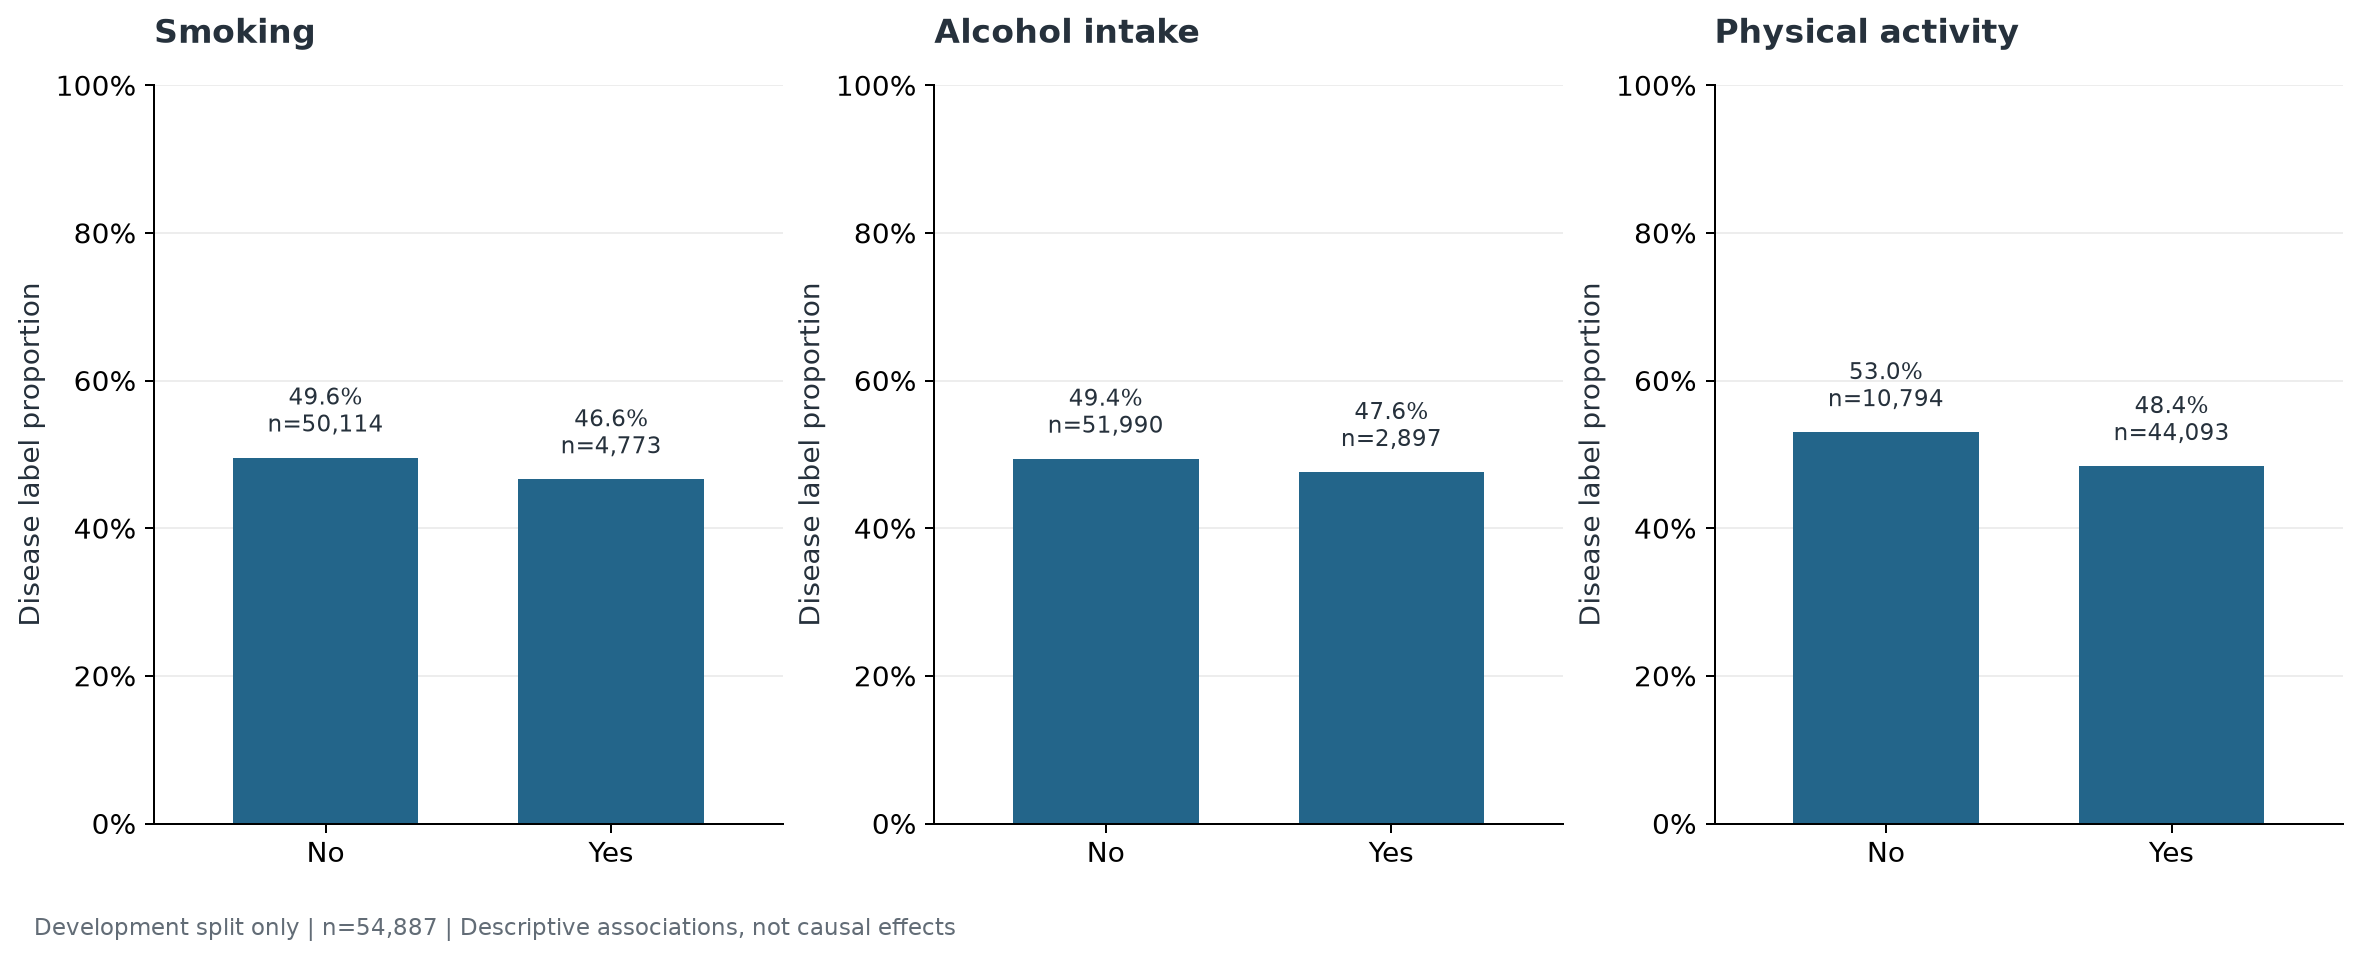 Smoking
100%
80%
60%
40%
20%
0%
Disease label proportion
49.6%
n=50,114
46.6%
n=4,773
No
Yes
Alcohol intake
100%
80%
60%
40%
20%
0%
Disease label proportion
49.4%
n=51,990
47.6%
n=2,897
No
Yes
Physical activity
100%
80%
60%
40%
20%
0%
Disease label proportion
53.0%
n=10,794
48.4%
n=44,093
No
Yes
Development split only | n=54,887 | Descriptive associations, not causal effects